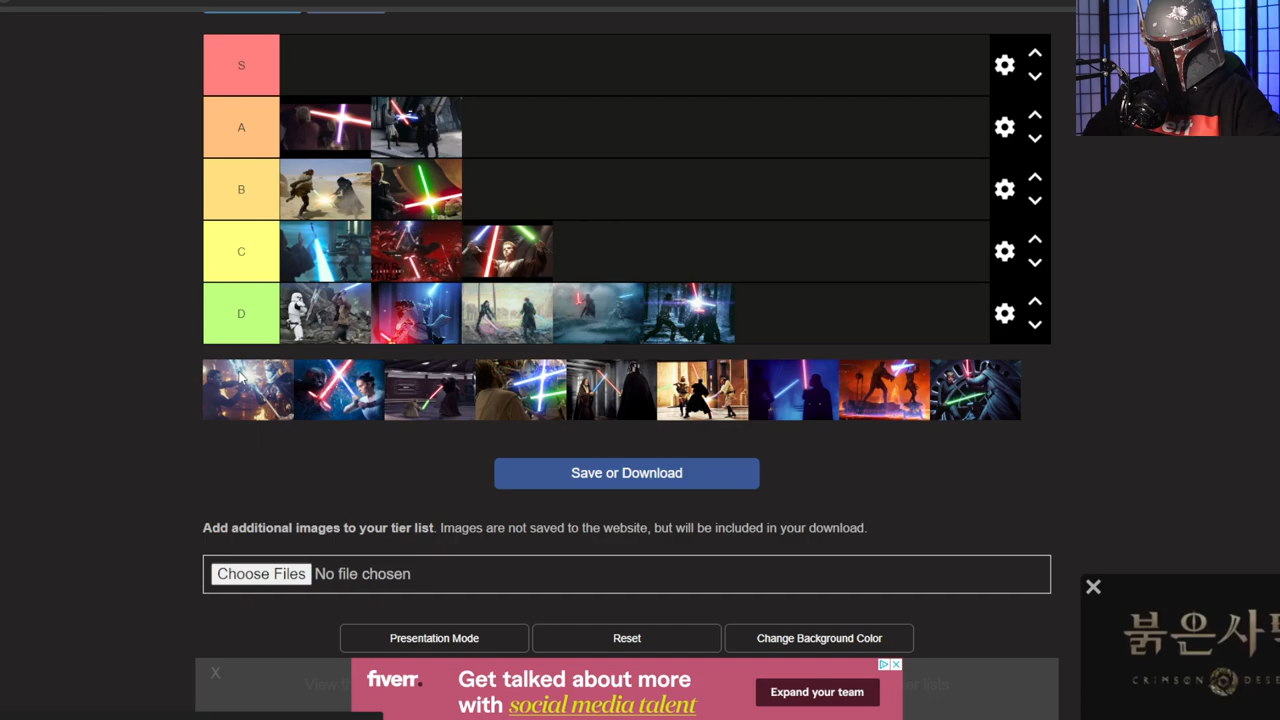 S
A
B
C
D
Save or Download
Add additional images to your tier list. Images are not saved to the website, but will be included in your download.
Choose Files No file chosen
Presentation Mode
Reset
Change Background Color
X
fiverr.
Get talked about more
with social media talent
Expand your team
붉은사
CRIMSON DESE